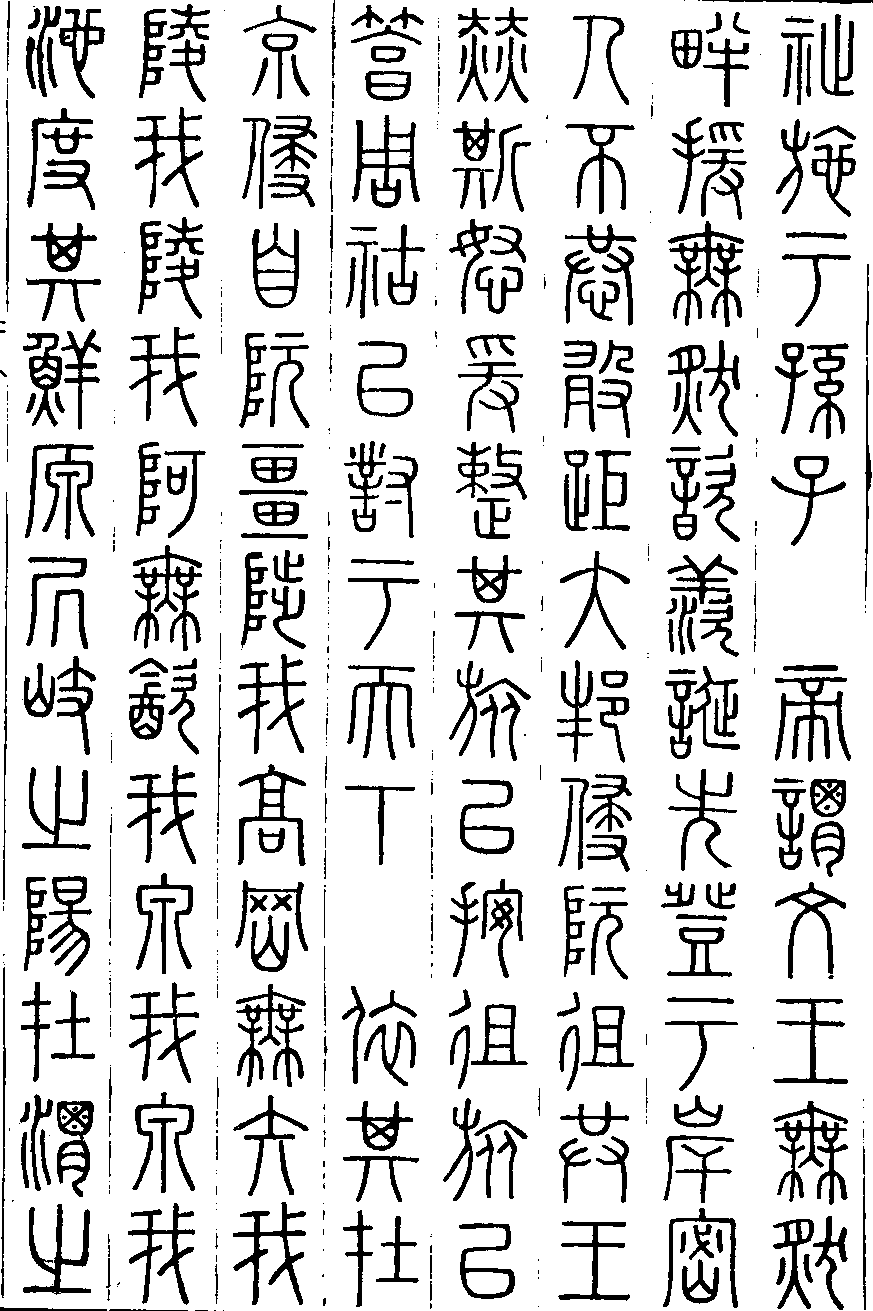 祉施于孫子　帝謂文王無然
畔援無然歆羨誕先登于岸密
人不恭敢距大邦侵阮徂共王
赫斯怒爰整其旅以按徂旅以
篤周祜以對于天下　依其在
京侵自阮疆陟我高岡無矢我
陵我陵我阿無飲我泉我泉我
池度其鮮原居岐之陽在渭之